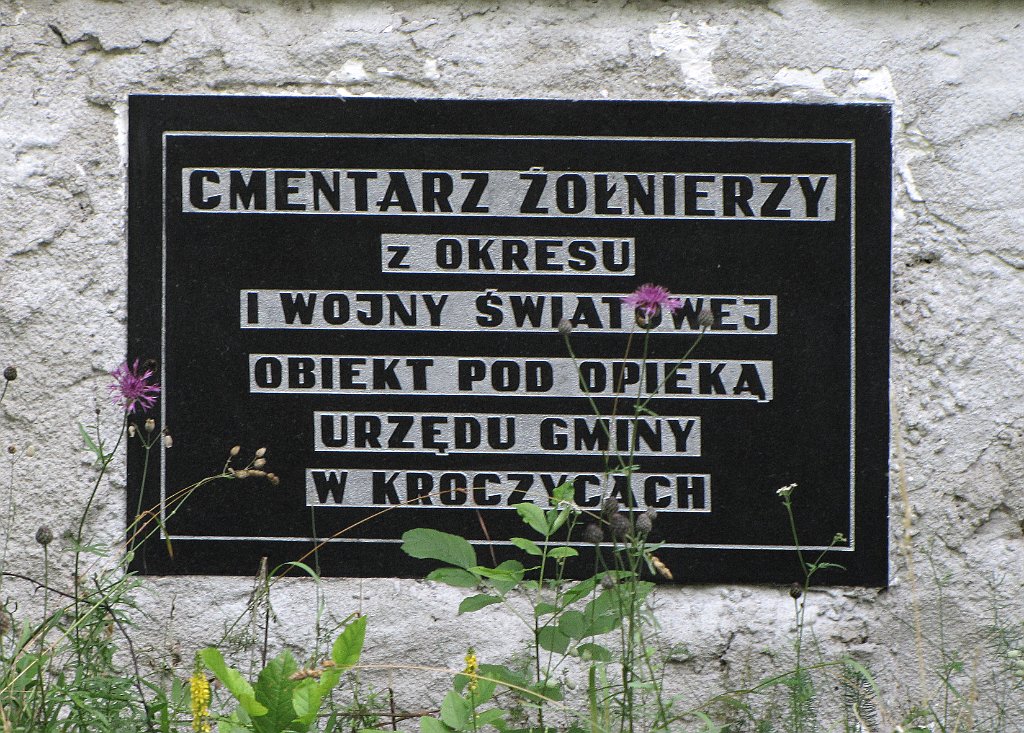 CMENTARZ ŻOŁNIERZY
z OKRESU
I WOJNY ŚWIATOWEJ
OBIEKT POD OPIEKĄ
URZĘDU GMINY
W KROCZYCACH